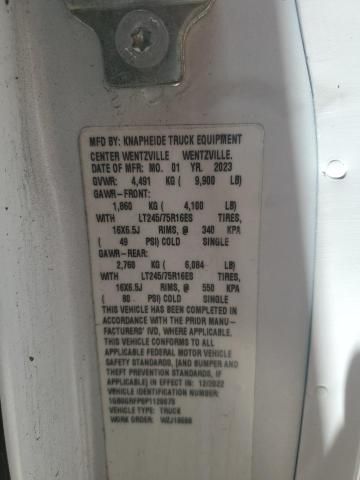 MFD BY: KNAPHEIDE TRUCK EQUIPMENT
CENTER WENTZVILLE WENTZVILLE.
DATE OF MFR: MO. 01 YR. 2023
GVWR: 4,491 KG ( 9,900 LB)
GAWR-FRONT:
1,860 KG ( 4,100 LB)
WITH LT245/75R16ES TIRES,
16X6.5J RIMS, @ 340 KPA
( 49 PSI) COLD SINGLE
GAWR-REAR:
2,760 KG ( 6,084 LB)
WITH LT245/75R16ES TIRES,
16X6.5J RIMS, @ 550 KPA
( 80 PSI) COLD SINGLE
THIS VEHICLE HAS BEEN COMPLETED IN
ACCORDANCE WITH THE PRIOR MANU-
FACTURERS' IVD, WHERE APPLICABLE.
THIS VEHICLE CONFORMS TO ALL
APPLICABLE FEDERAL MOTOR VEHICLE
SAFETY STANDARDS, [AND BUMPER AND
THEFT PREVENTION STANDARDS, IF
APPLICABLE] IN EFFECT IN: 12/2022
VEHICLE IDENTIFICATION NUMBER:
VEHICLE TYPE: TRUCK
WORK ORDER: